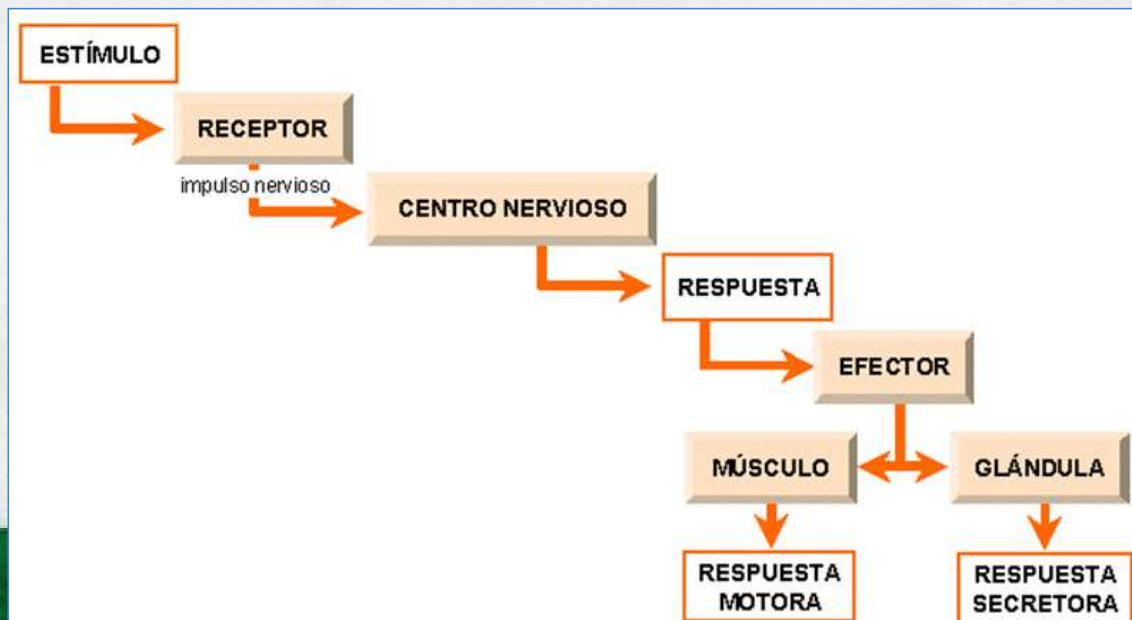 ESTÍMULO
RECEPTOR
impulso nervioso
CENTRO NERVIOSO
RESPUESTA
EFECTOR
MÚSCULO
GLÁNDULA
RESPUESTA
MOTORA
RESPUESTA
SECRETORA